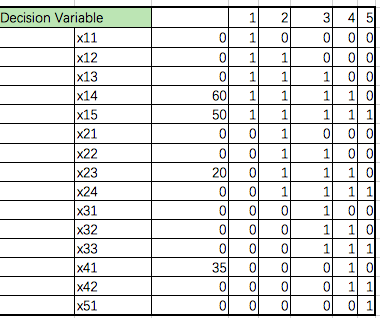 Decision Variable 1 2 3 4 5
x11 0 1 0 0 0 0
x12 0 1 1 0 0 0
x13 0 1 1 1 0 0
x14 60 1 1 1 1 0
x15 50 1 1 1 1 1
x21 0 0 1 0 0 0
x22 0 0 1 1 0 0
x23 20 0 1 1 1 0
x24 0 0 1 1 1 1
x31 0 0 0 1 0 0
x32 0 0 0 1 1 0
x33 0 0 0 1 1 1
x41 35 0 0 0 1 0
x42 0 0 0 0 1 1
x51 0 0 0 0 0 1